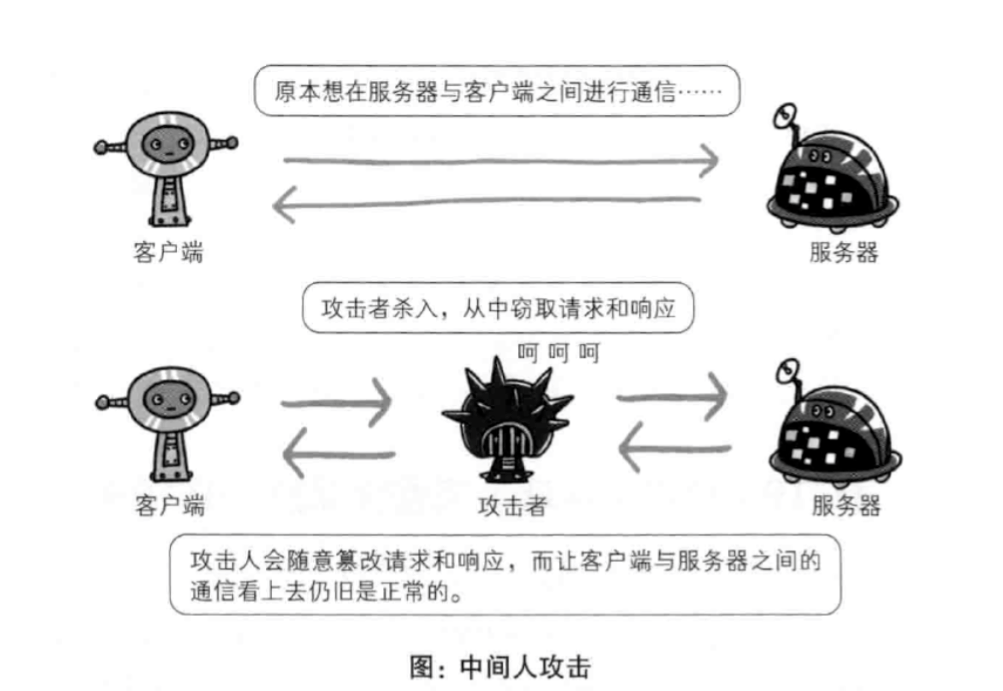 原本想在服务器与客户端之间进行通信……
客户端
服务器
攻击者杀入，从中窃取请求和响应
呵呵呵
客户端
攻击者
服务器
攻击人会随意篡改请求和响应，而让客户端与服务器之间的
通信看上去仍旧是正常的。
图：中间人攻击